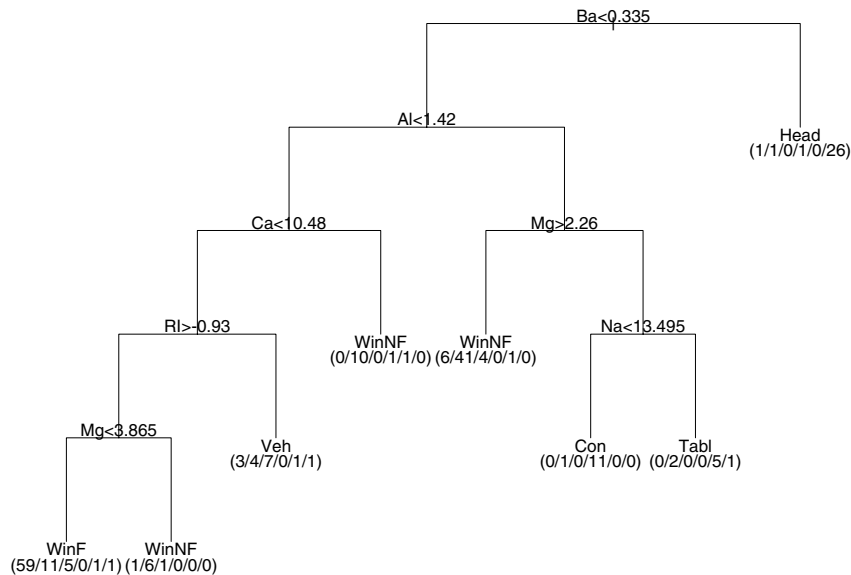 Ba<0.335
Al<1.42
Head
(1/1/0/1/0/26)
Ca<10.48
Mg>2.26
RI>-0.93
WinNF
(0/10/0/1/1/0)
WinNF
(6/41/4/0/1/0)
Na<13.495
Mg<3.865
Veh
(3/4/7/0/1/1)
Con
(0/1/0/11/0/0)
Tabl
(0/2/0/0/5/1)
WinF
(59/11/5/0/1/1)
WinNF
(1/6/1/0/0/0)